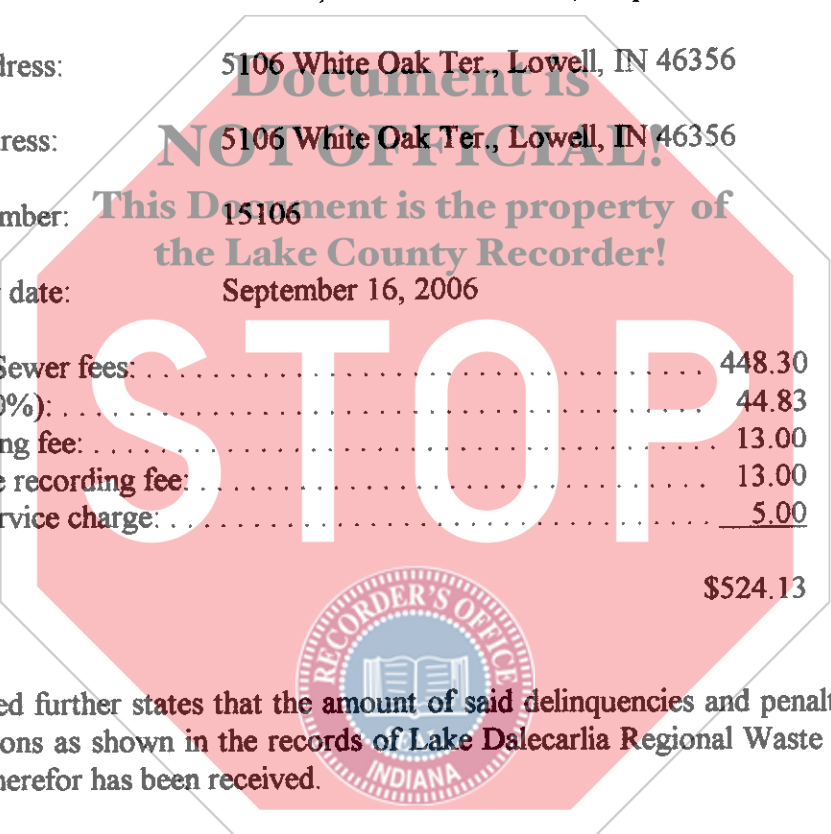 dress: 5106 White Oak Ter., Lowell, IN 46356
Document is
ress: 5106 White Oak Ter., Lowell, IN 46356
NOT OFFICIAL!
mber: 15106
This Document is the property of
the Lake County Recorder!
date: September 16, 2006
Sewer fees: . . . . . . . . . . . . . . . . . . . . . . . . . . . . . . . . . . . . . . . . . . 448.30
0%): . . . . . . . . . . . . . . . . . . . . . . . . . . . . . . . . . . . . . . . . . . . . . . . 44.83
ng fee: . . . . . . . . . . . . . . . . . . . . . . . . . . . . . . . . . . . . . . . . . . . . . 13.00
e recording fee: . . . . . . . . . . . . . . . . . . . . . . . . . . . . . . . . . . . . . 13.00
rvice charge: . . . . . . . . . . . . . . . . . . . . . . . . . . . . . . . . . . . . . . . 5.00
STOP
$524.13
RECORDER'S OFFICE
ed further states that the amount of said delinquencies and penalt
ions as shown in the records of Lake Dalecarlia Regional Waste
herefor has been received.
INDIANA